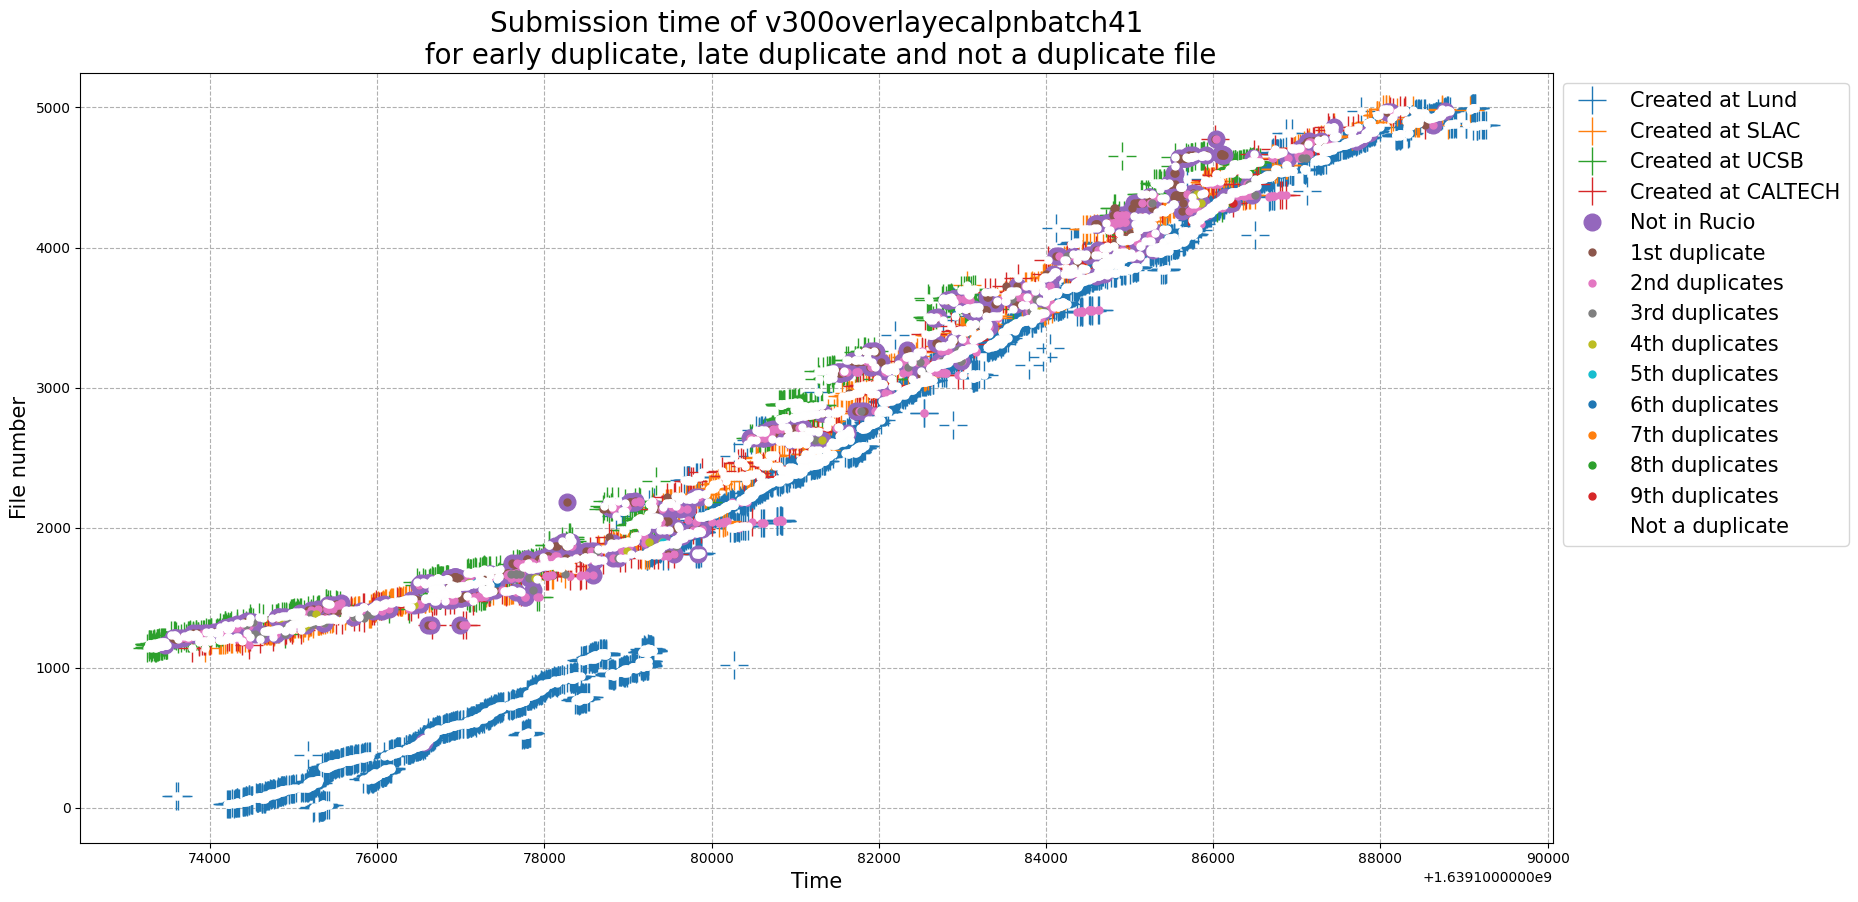 Submission time of v300overlayecalpnbatch41
for early duplicate, late duplicate and not a duplicate file
File number
5000
4000
3000
2000
1000
0
74000
76000
78000
80000
82000
84000
86000
88000
90000
+1.6391000000e9
Time
Created at Lund
Created at SLAC
Created at UCSB
Created at CALTECH
Not in Rucio
1st duplicate
2nd duplicates
3rd duplicates
4th duplicates
5th duplicates
6th duplicates
7th duplicates
8th duplicates
9th duplicates
Not a duplicate